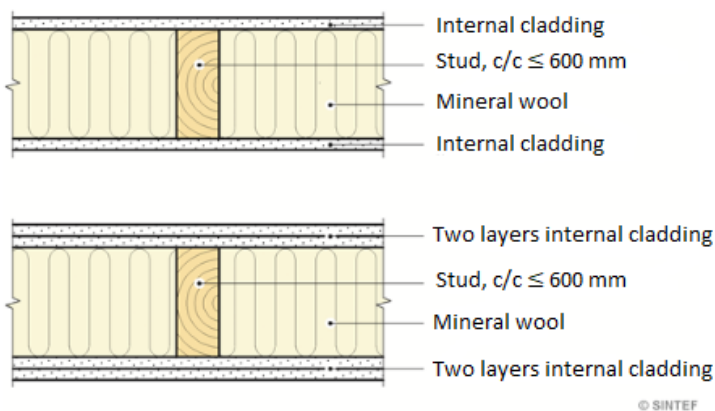 Internal cladding
Stud, c/c ≤ 600 mm
Mineral wool
Internal cladding
Two layers internal cladding
Stud, c/c ≤ 600 mm
Mineral wool
Two layers internal cladding
© SINTEF